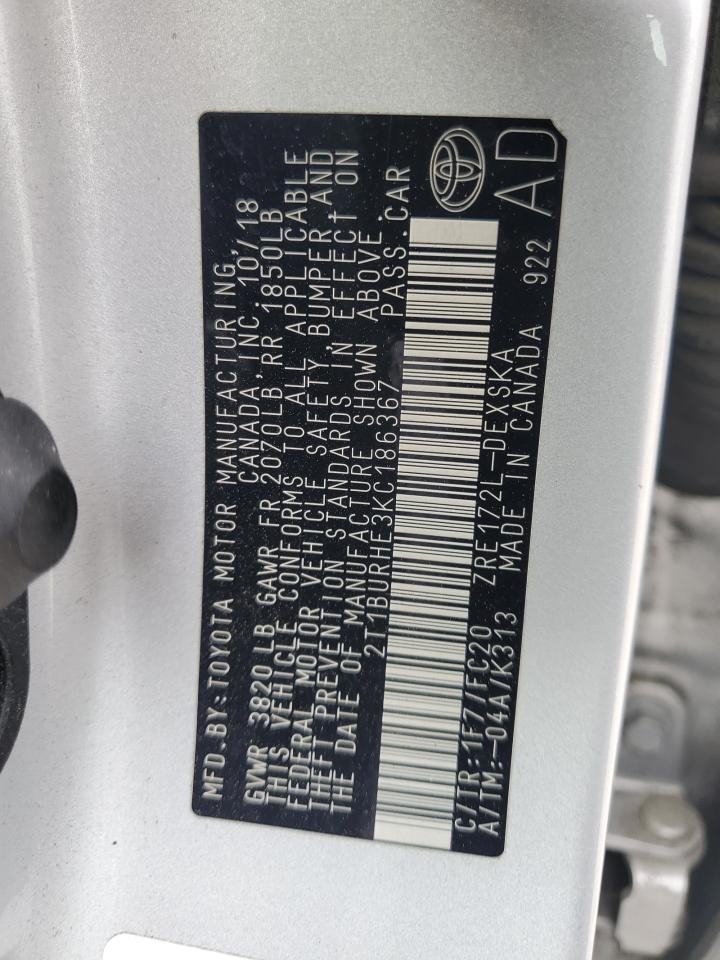 MFD.BY:TOYOTA MOTOR MANUFACTURING,
CANADA,INC.10/18
GVWR 3820LB GAWR FR 2070LB,RR 1850LB
THIS VEHICLE CONFORMS TO ALL APPLICABLE
FEDERAL MOTOR VEHICLE SAFETY,BUMPER,AND
THEFT PREVENTION STANDARDS IN EFFECT ON
THE DATE OF MANUFACTURE SHOWN ABOVE.
2T1BURHE3KC186367 PASS.CAR
C/TR:1F7/FC20 ZRE172L-DEXSKA 922
A/TM:-04A/K313 MADE IN CANADA
AD